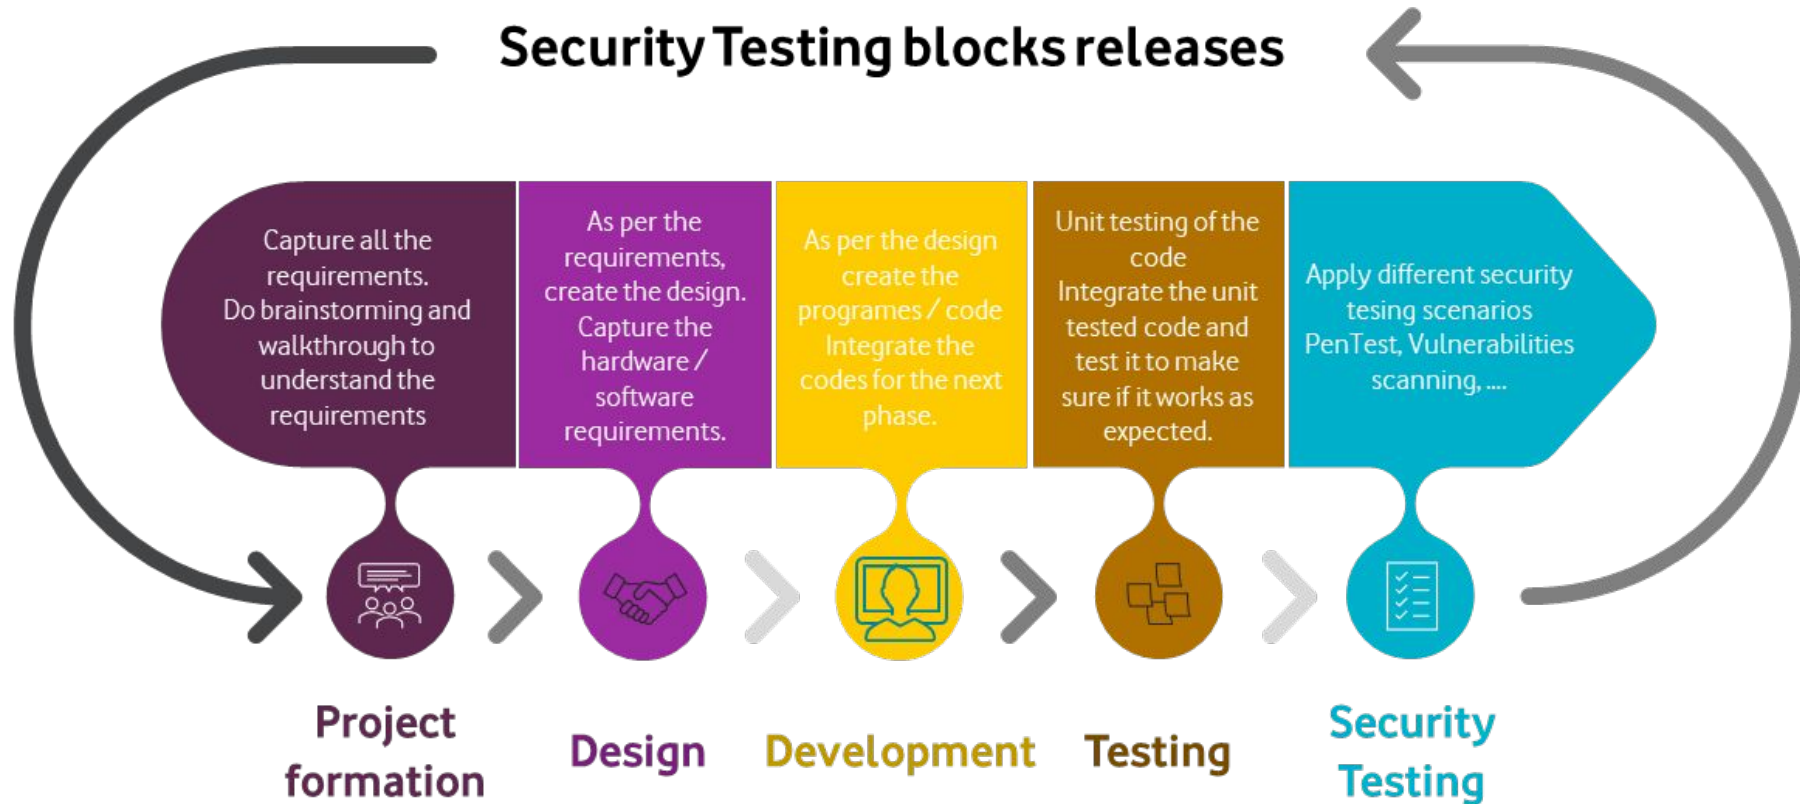 Security Testing blocks releases
Capture all the
requirements.
Do brainstorming and
walkthrough to
understand the
requirements
As per the
requirements,
create the design.
Capture the
hardware /
software
requirements.
As per the design
create the
programes / code
Integrate the
codes for the next
phase.
Unit testing of the
code
Integrate the unit
tested code and
test it to make
sure if it works as
expected.
Apply different security
tesing scenarios
PenTest, Vulnerabilities
scanning, ....
Project
formation
Design
Development
Testing
Security
Testing